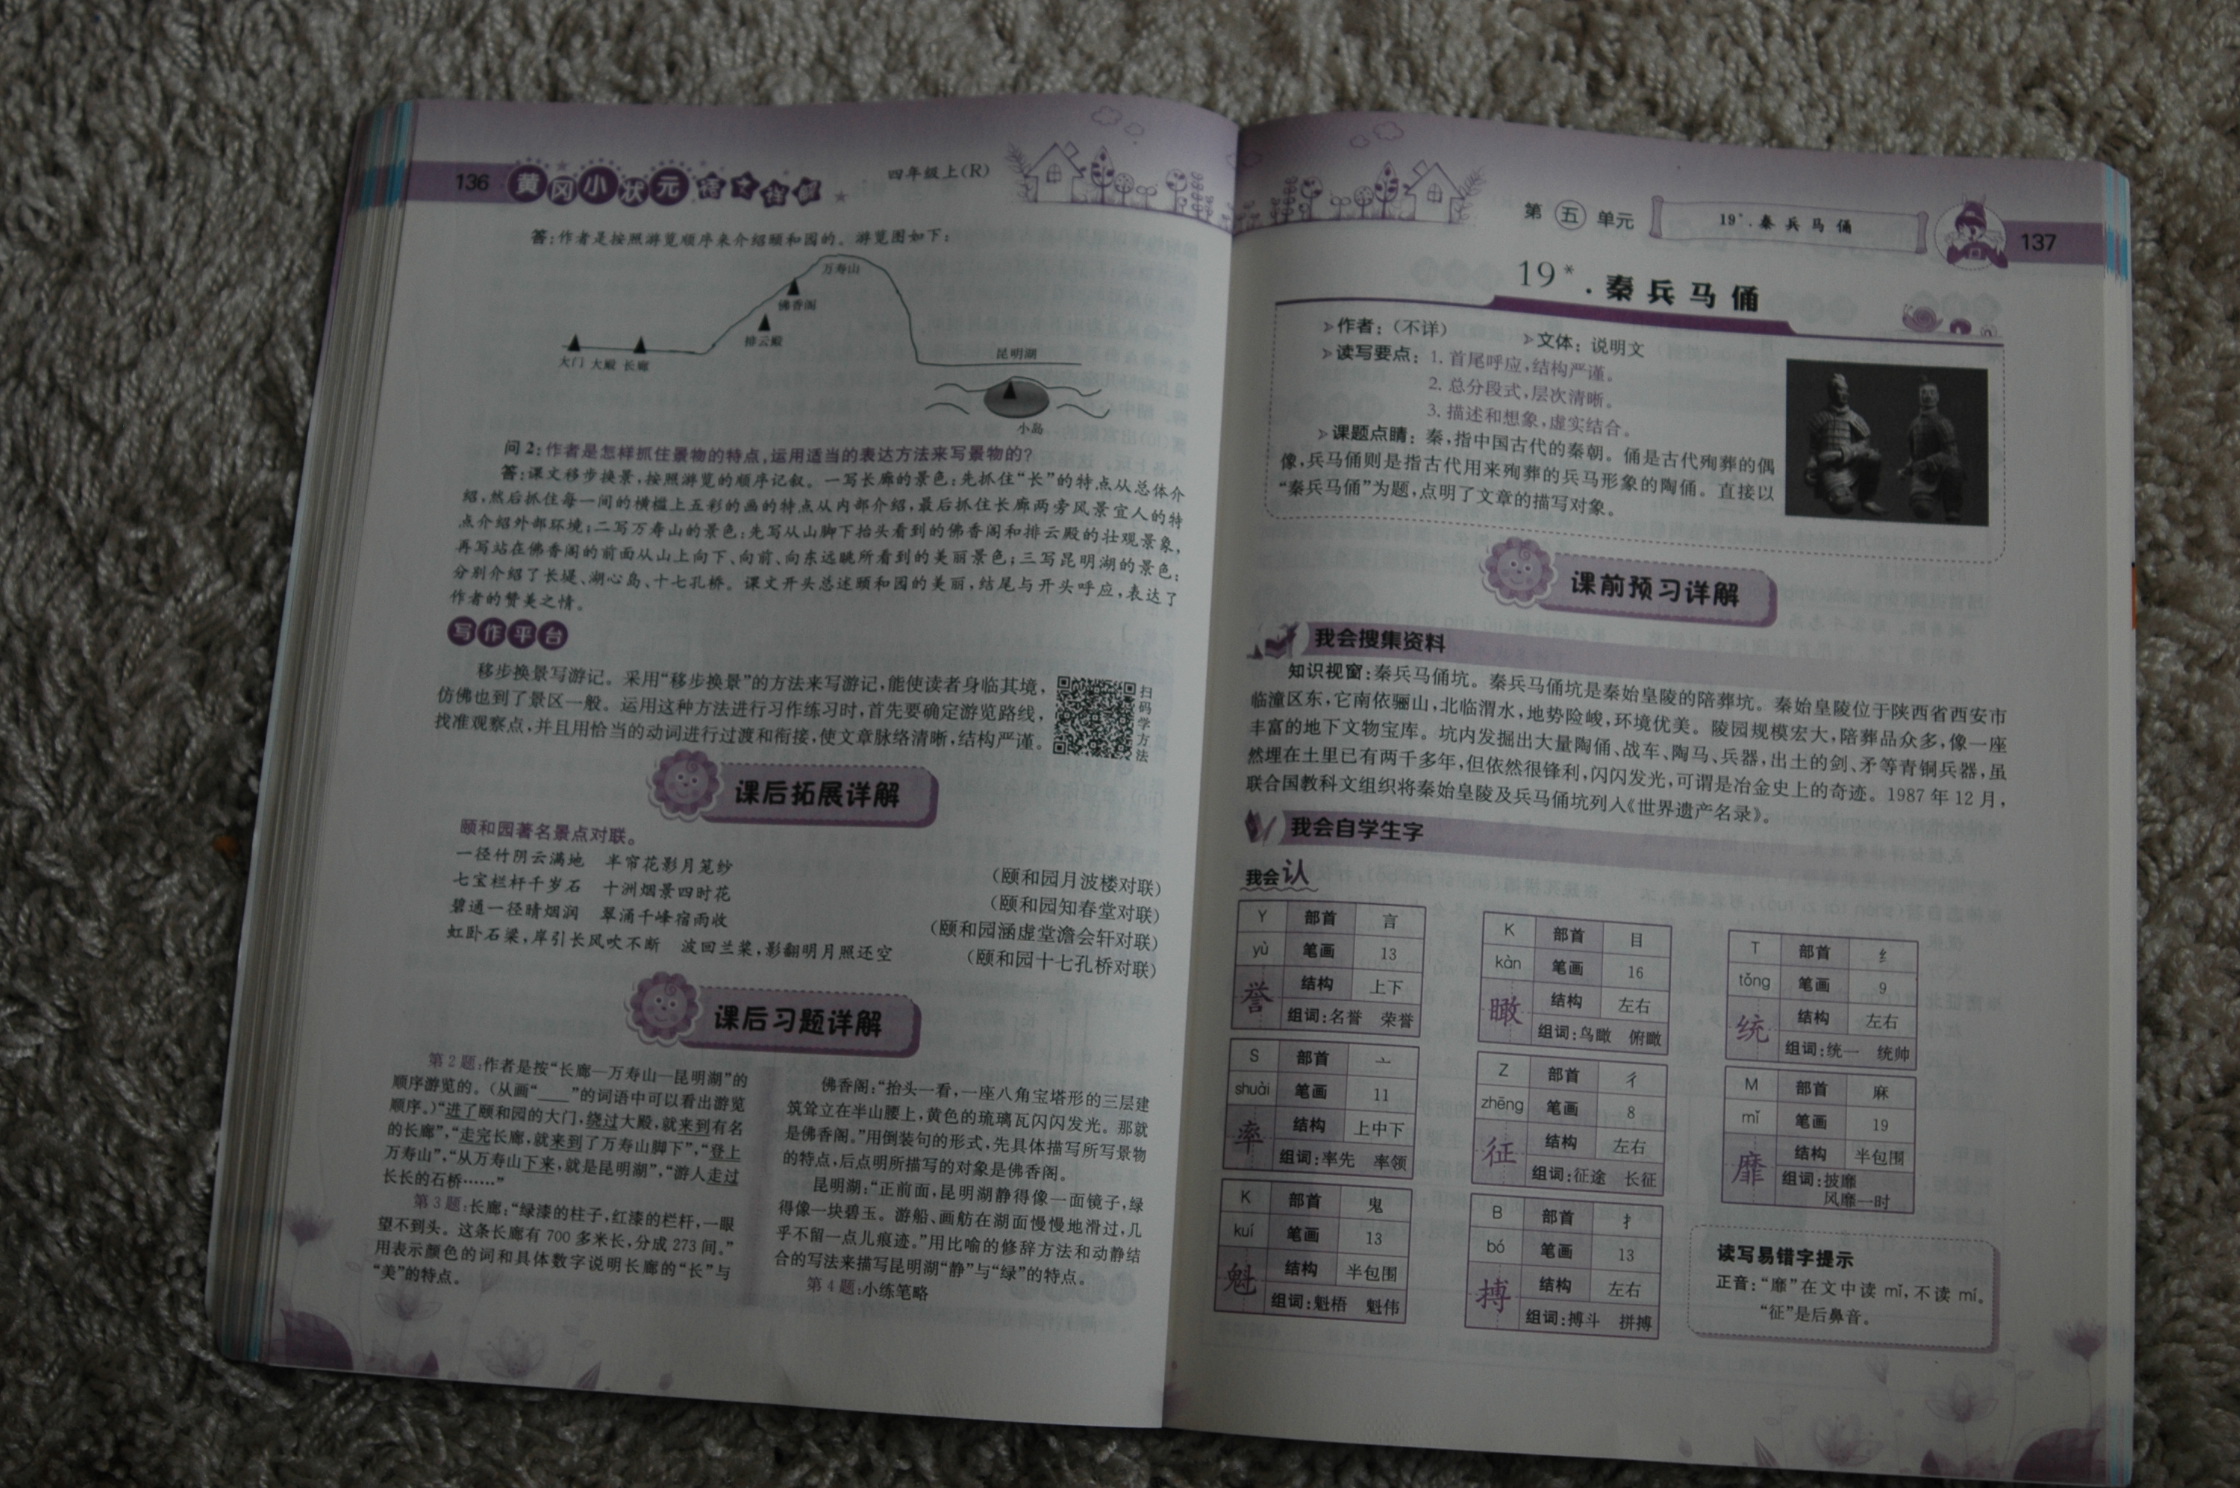 136 黄冈小状元 四年级上(R)
答:作者是按照游览顺序来介绍颐和园的。游览图如下:
万寿山
佛香阁
排云殿
大门 大殿 长廊
昆明湖
小岛
问2:作者是怎样抓住景物的特点,运用适当的表达方法来写景物的?
答:课文移步换景,按照游览的顺序记叙。一写长廊的景色:先抓住“长”的特点从总体介
绍,然后抓住每一间的横槛上五彩的画的特点从内部介绍,最后抓住长廊两旁风景宜人的特
点介绍外部环境;二写万寿山的景色:先写从山脚下抬头看到的佛香阁和排云殿的壮观景象,
再写站在佛香阁的前面从山上向下、向前、向东远眺所看到的美丽景色;三写昆明湖的景色:
分别介绍了长堤、湖心岛、十七孔桥。课文开头总述颐和园的美丽,结尾与开头呼应,表达了
作者的赞美之情。
写作平台
移步换景写游记。采用“移步换景”的方法来写游记,能使读者身临其境,
仿佛也到了景区一般。运用这种方法进行习作练习时,首先要确定游览路线,
找准观察点,并且用恰当的动词进行过渡和衔接,使文章脉络清晰,结构严谨。
扫码学方法
课后拓展详解
颐和园著名景点对联。
一径竹阴云满地 半帘花影月笼纱 (颐和园月波楼对联)
七宝栏杆千岁石 十洲烟景四时花 (颐和园知春堂对联)
碧通一径晴烟润 翠涌千峰宿雨收 (颐和园涵虚堂澹会轩对联)
虹卧石梁,岸引长风吹不断 波回兰桨,影翻明月照还空 (颐和园十七孔桥对联)
课后习题详解
第2题:作者是按“长廊—万寿山—昆明湖”的
顺序游览的。(从画“____”的词语中可以看出游览
顺序。)“进了颐和园的大门,绕过大殿,就来到有名
的长廊”,“走完长廊,就来到了万寿山脚下”,“登上
万寿山”,“从万寿山下来,就是昆明湖”,“游人走过
长长的石桥……”
第3题:长廊:“绿漆的柱子,红漆的栏杆,一眼
望不到头。这条长廊有700多米长,分成273间。”
用表示颜色的词和具体数字说明长廊的“长”与
“美”的特点。
佛香阁:“抬头一看,一座八角宝塔形的三层建
筑耸立在半山腰上,黄色的琉璃瓦闪闪发光。那就
是佛香阁。”用倒装句的形式,先具体描写所写景物
的特点,后点明所描写的对象是佛香阁。
昆明湖:“正前面,昆明湖静得像一面镜子,绿
得像一块碧玉。游船、画舫在湖面慢慢地滑过,几
乎不留一点儿痕迹。”用比喻的修辞方法和动静结
合的写法来描写昆明湖“静”与“绿”的特点。
第4题:小练笔略
第五单元 19*.秦兵马俑 137
19*.秦兵马俑
作者:(不详) 文体:说明文
读写要点:1.首尾呼应,结构严谨。
2.总分段式,层次清晰。
3.描述和想象,虚实结合。
课题点睛:秦,指中国古代的秦朝。俑是古代殉葬的偶
像,兵马俑则是指古代用来殉葬的兵马形象的陶俑。直接以
“秦兵马俑”为题,点明了文章的描写对象。
课前预习详解
我会搜集资料
知识视窗:秦兵马俑坑。秦兵马俑坑是秦始皇陵的陪葬坑。秦始皇陵位于陕西省西安市
临潼区东,它南依骊山,北临渭水,地势险峻,环境优美。陵园规模宏大,陪葬品众多,像一座
丰富的地下文物宝库。坑内发掘出大量陶俑、战车、陶马、兵器,出土的剑、矛等青铜兵器,虽
然埋在土里已有两千多年,但依然很锋利,闪闪发光,可谓是冶金史上的奇迹。1987年12月,
联合国教科文组织将秦始皇陵及兵马俑坑列入《世界遗产名录》。
我会自学生字
我会认
Y 部首 言
yù 笔画 13
誉 结构 上下
组词:名誉 荣誉
K 部首 目
kàn 笔画 16
瞰 结构 左右
组词:鸟瞰 俯瞰
T 部首 纟
tǒng 笔画 9
统 结构 左右
组词:统一 统帅
S 部首 亠
shuài 笔画 11
率 结构 上中下
组词:率先 率领
Z 部首 彳
zhēng 笔画 8
征 结构 左右
组词:征途 长征
M 部首 麻
mǐ 笔画 19
靡 结构 半包围
组词:披靡
风靡一时
K 部首 鬼
kuí 笔画 13
魁 结构 半包围
组词:魁梧 魁伟
B 部首 扌
bó 笔画 13
搏 结构 左右
组词:搏斗 拼搏
读写易错字提示
正音:“靡”在文中读 mǐ,不读 mí。
“征”是后鼻音。